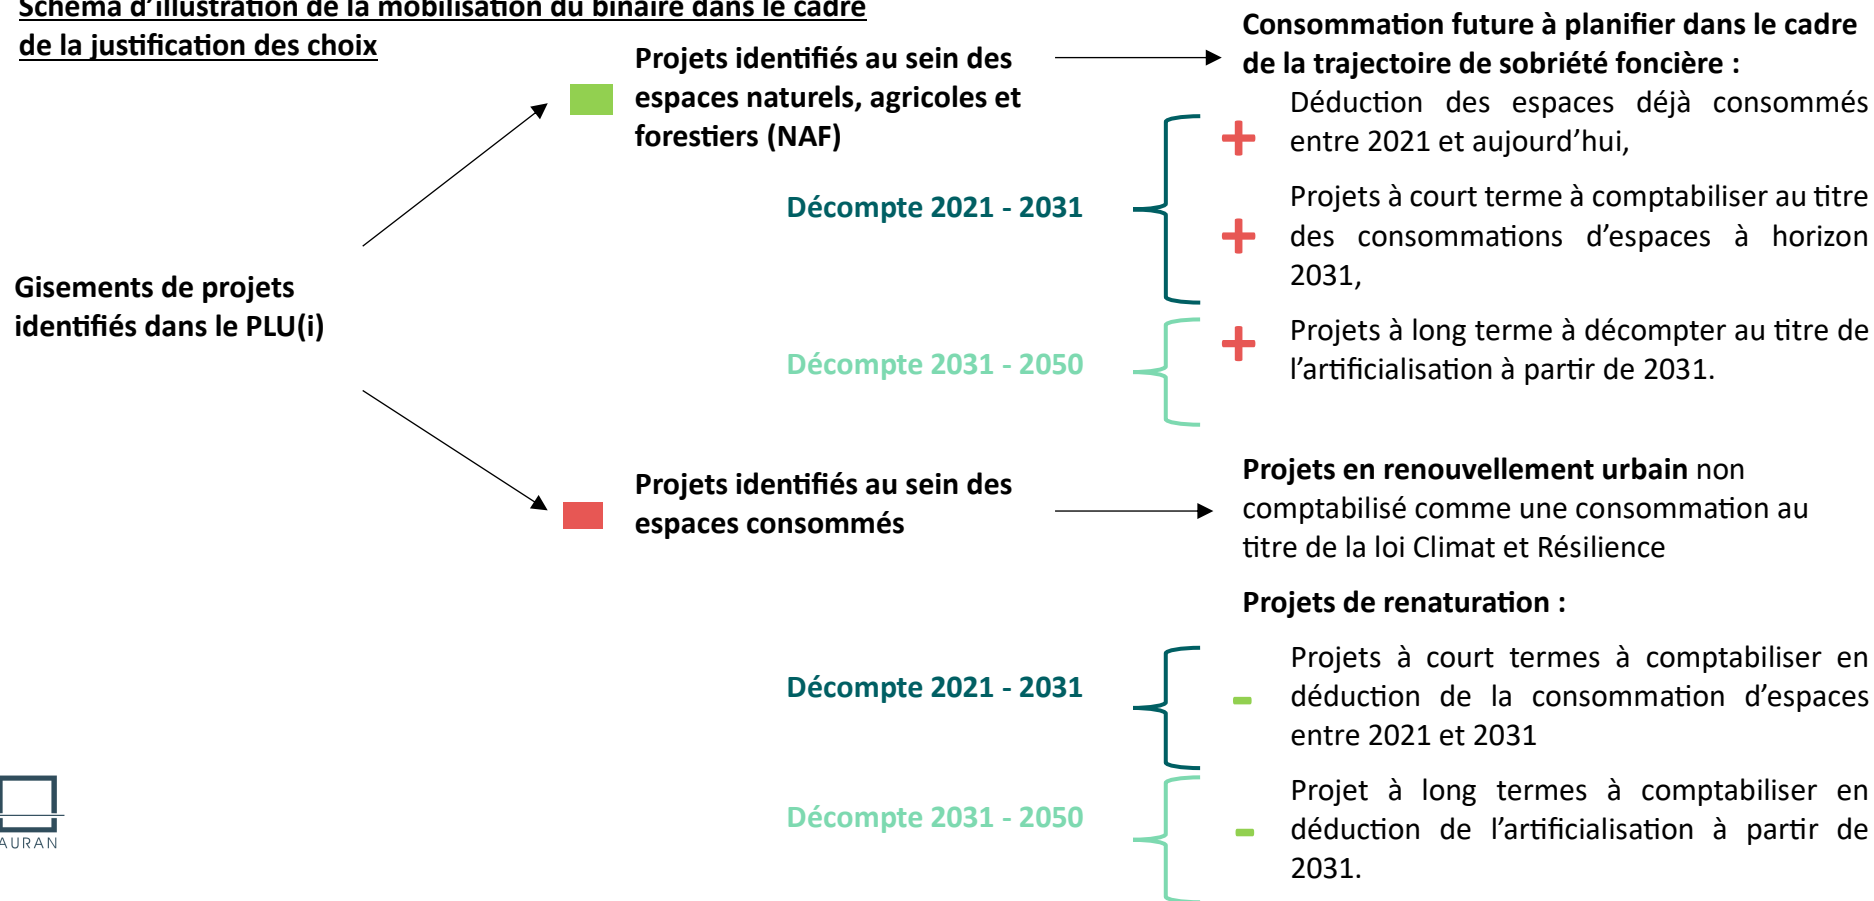 Schéma d’illustration de la mobilisation du binaire dans le cadre
de la justification des choix
Gisements de projets
identifiés dans le PLU(i)
Projets identifiés au sein des
espaces naturels, agricoles et
forestiers (NAF)
Consommation future à planifier dans le cadre
de la trajectoire de sobriété foncière :
Décompte 2021 - 2031
+ Déduction des espaces déjà consommés
entre 2021 et aujourd’hui,
+ Projets à court terme à comptabiliser au titre
des consommations d’espaces à horizon
2031,
Décompte 2031 - 2050
+ Projets à long terme à décompter au titre de
l’artificialisation à partir de 2031.
Projets identifiés au sein des
espaces consommés
Projets en renouvellement urbain non
comptabilisé comme une consommation au
titre de la loi Climat et Résilience
Projets de renaturation :
Décompte 2021 - 2031
- Projets à court termes à comptabiliser en
déduction de la consommation d’espaces
entre 2021 et 2031
Décompte 2031 - 2050
- Projet à long termes à comptabiliser en
déduction de l’artificialisation à partir de
2031.
AURAN